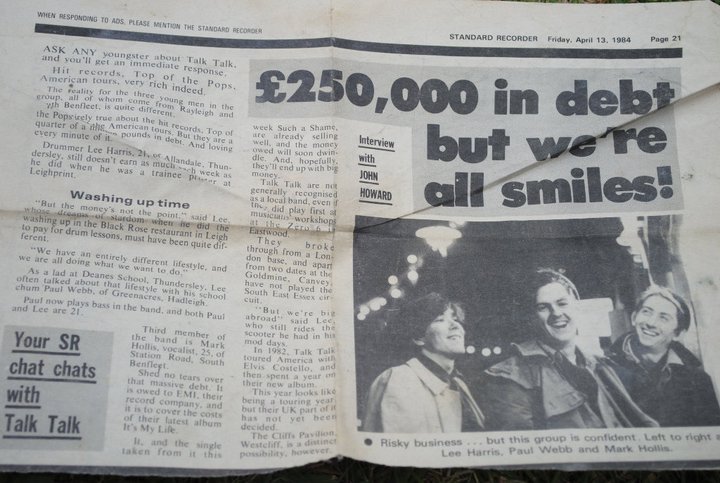 WHEN RESPONDING TO ADS, PLEASE MENTION THE STANDARD RECORDER
STANDARD RECORDER Friday, April 13, 1984 Page 21
£250,000 in debt
but we're
all smiles!
Interview
with
JOHN
HOWARD
ASK ANY youngster about Talk Talk,
and you'll get an immediate response.
Hit records, Top of the Pops,
American tours, very rich indeed.
The reality for the three young men in the
group, all of whom come from Rayleigh and
Benfleet, is quite different.
true about the hit records, Top of
the Pops, American tours. But they are a
quarter of a pounds in debt. And loving
every minute of it.
Drummer Lee Harris, 21, of Allandale, Thun-
dersley, still doesn't earn as much each week as
he did when he was a trainee at
Leighprint.
Washing up time
"But the money's not the point," said Lee,
whose dreams of stardom when he did the
washing up in the Black Rose restaurant in Leigh
to pay for drum lessons, must have been quite dif-
ferent.
"We have an entirely different lifestyle, and
we are all doing what we want to do."
As a lad at Deanes School, Thundersley, Lee
often talked about that lifestyle with his school
chum Paul Webb, of Greenacres, Hadleigh.
Paul now plays bass in the band, and both Paul
and Lee are 21.
Your SR
chat chats
with
Talk Talk
Third member of
the band is Mark
Hollis, vocalist, 25, of
Station Road, South
Benfleet.
Shed no tears over
that massive debt. It
is owed to EMI, their
record company, and
it is to cover the costs
of their latest album
It's My Life.
It, and the single
taken from it this
week Such a Shame,
are already selling
well, and the money
owed will soon dwin-
dle. And, hopefully,
they'll end up with big
money.
Talk Talk are not
generally recognised
as a local band, even if
they did play first at
musicians' workshops
at the Zero 6 in
Eastwood.
They broke
through from a Lon-
don base, and apart
from two dates at the
Goldmine, Canvey,
have not played the
South East Essex cir-
cuit.
"But we're big
abroad" said Lee,
who still rides the
scooter he had in his
mod days.
In 1982, Talk Talk
toured America with
Elvis Costello, and
then spent a year on
their new album.
This year looks like
being a touring year,
but their UK part of it
has not yet been
decided.
The Cliffs Pavilion,
Westcliff, is a distinct
possibility, however.
Risky business ... but this group is confident. Left to right
Lee Harris, Paul Webb and Mark Hollis.